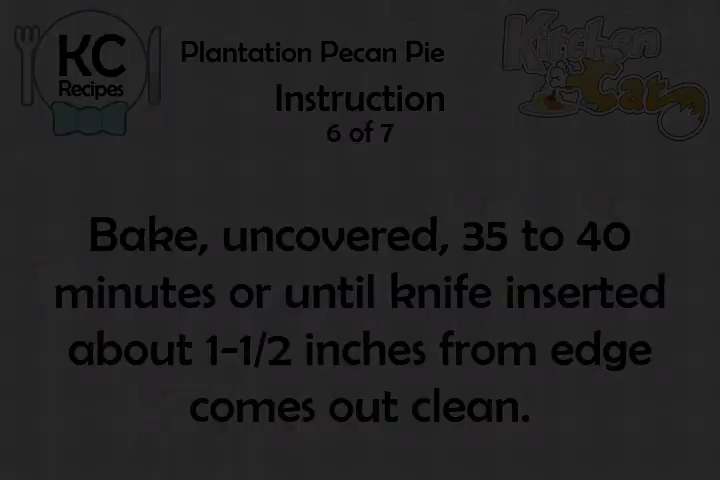 KC
Recipes
Plantation Pecan Pie
Instruction
6 of 7
Kitchen
Cat
Bake, uncovered, 35 to 40
minutes or until knife inserted
about 1-1/2 inches from edge
comes out clean.